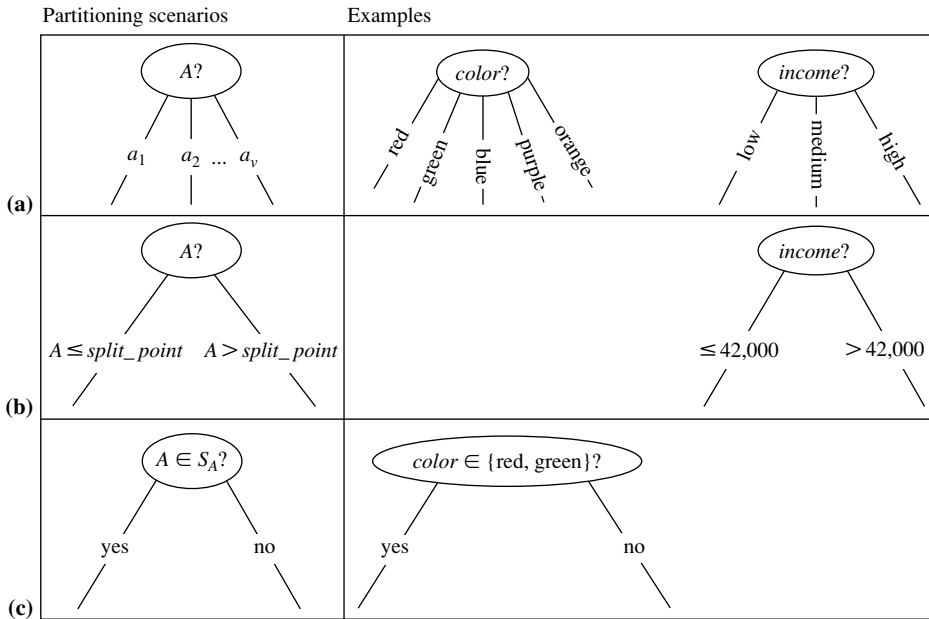 Partitioning scenarios
Examples
A?
a1
a2
...
av
color?
red
green
blue
purple
orange
income?
low
medium
high
(a)
A?
A ≤ split_point
A > split_point
income?
≤ 42,000
> 42,000
(b)
A ∈ SA?
yes
no
color ∈ {red, green}?
yes
no
(c)